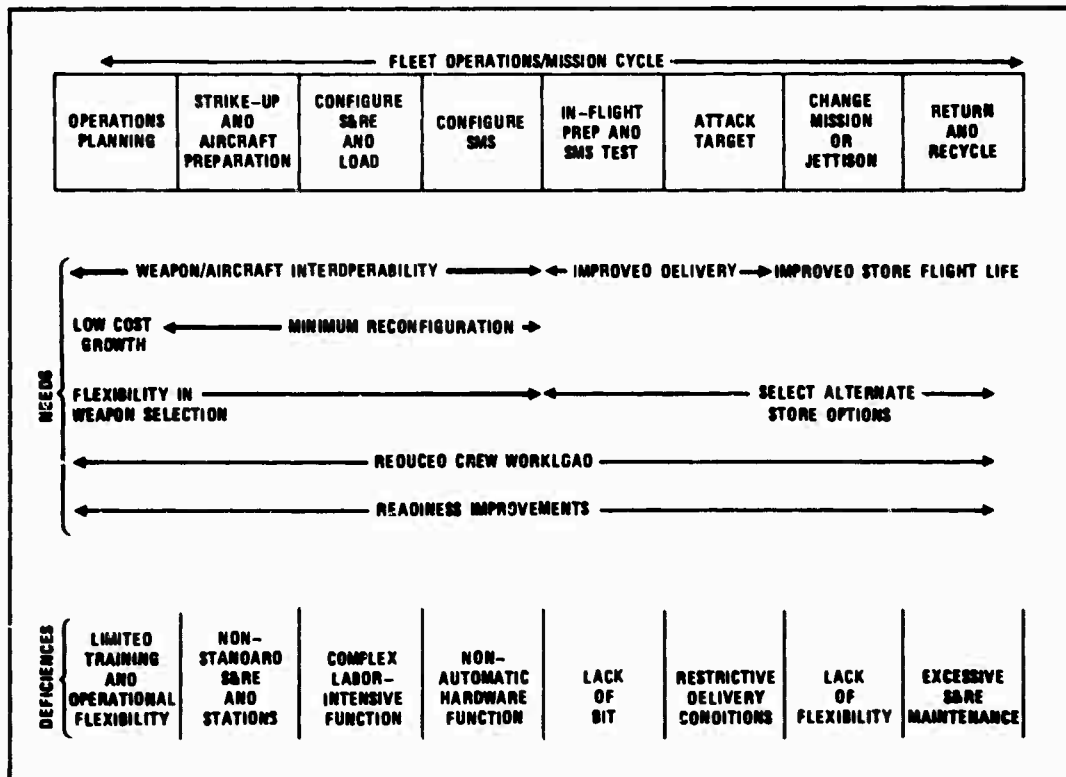 FLEET OPERATIONS/MISSION CYCLE
OPERATIONS
PLANNING
STRIKE-UP
AND
AIRCRAFT
PREPARATION
CONFIGURE
S&RE
AND
LOAD
CONFIGURE
SMS
IN-FLIGHT
PREP AND
SMS TEST
ATTACK
TARGET
CHANGE
MISSION
OR
JETTISON
RETURN
AND
RECYCLE
NEEDS
WEAPON/AIRCRAFT INTEROPERABILITY
IMPROVED DELIVERY
IMPROVED STORE FLIGHT LIFE
LOW COST
GROWTH
MINIMUM RECONFIGURATION
FLEXIBILITY IN
WEAPON SELECTION
SELECT ALTERNATE
STORE OPTIONS
REDUCED CREW WORKLOAD
READINESS IMPROVEMENTS
DEFICIENCES
LIMITED
TRAINING
AND
OPERATIONAL
FLEXIBILITY
NON-
STANDARD
S&RE
AND
STATIONS
COMPLEX
LABOR-
INTENSIVE
FUNCTION
NON-
AUTOMATIC
HARDWARE
FUNCTION
LACK
OF
BIT
RESTRICTIVE
DELIVERY
CONDITIONS
LACK
OF
FLEXIBILITY
EXCESSIVE
S&RE
MAINTENANCE